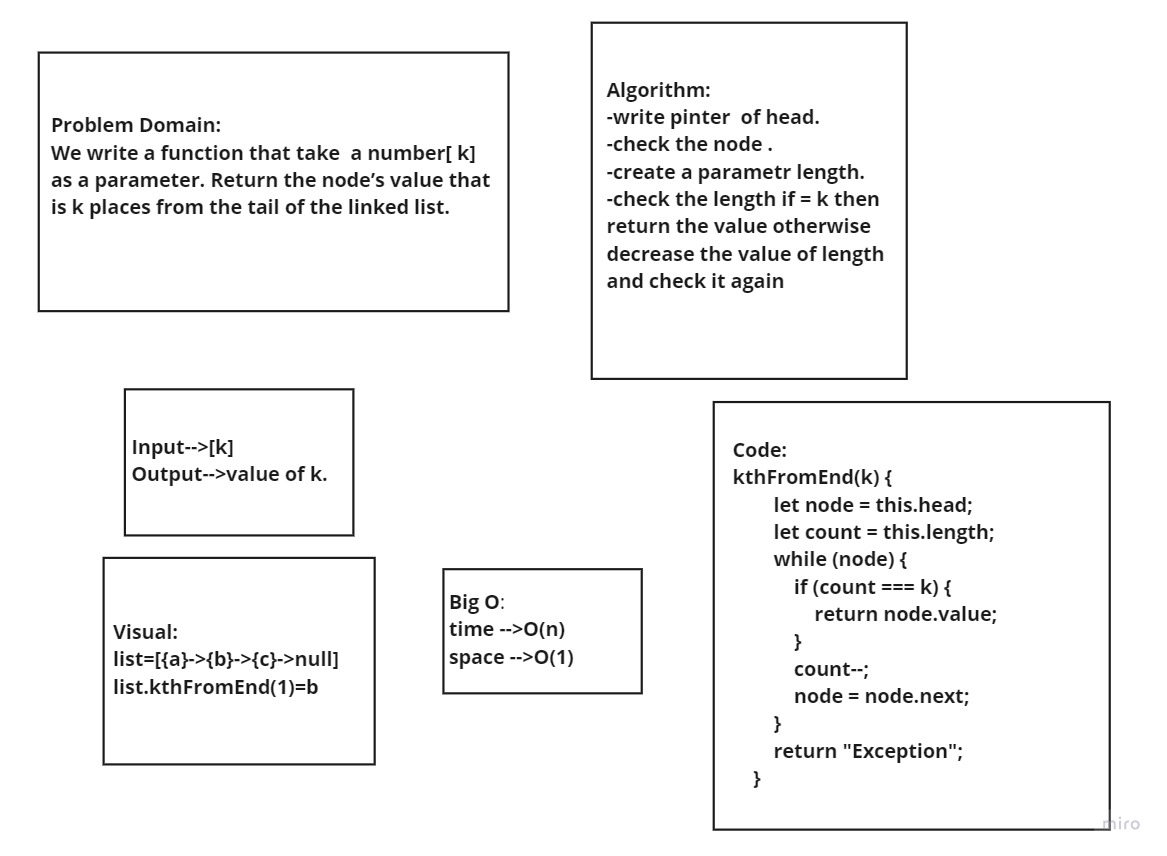 Problem Domain:
We write a function that take  a number[ k]
as a parameter. Return the node’s value that
is k places from the tail of the linked list.
Algorithm:
-write pinter  of head.
-check the node .
-create a parametr length.
-check the length if = k then
return the value otherwise
decrease the value of length
and check it again
Input-->[k]
Output-->value of k.
Visual:
list=[{a}->{b}->{c}->null]
list.kthFromEnd(1)=b
Big O:
time -->O(n)
space -->O(1)
Code:
kthFromEnd(k) {
let node = this.head;
let count = this.length;
while (node) {
if (count === k) {
return node.value;
}
count--;
node = node.next;
}
return "Exception";
}
miro